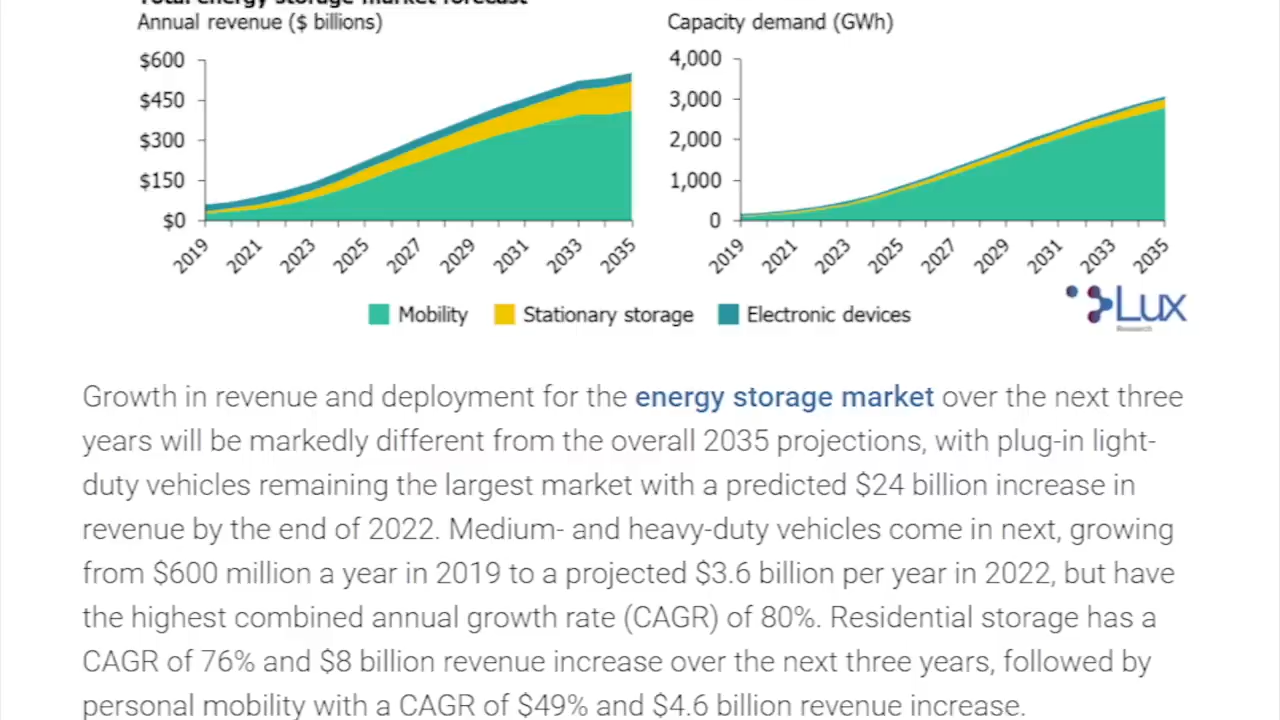 Total energy storage market forecast
Annual revenue ($ billions)
Capacity demand (GWh)
$600
$450
$300
$150
$0
2019
2021
2023
2025
2027
2029
2031
2033
2035
4,000
3,000
2,000
1,000
0
2019
2021
2023
2025
2027
2029
2031
2033
2035
Mobility
Stationary storage
Electronic devices
Lux
Research
Growth in revenue and deployment for the energy storage market over the next three
years will be markedly different from the overall 2035 projections, with plug-in light-
duty vehicles remaining the largest market with a predicted $24 billion increase in
revenue by the end of 2022. Medium- and heavy-duty vehicles come in next, growing
from $600 million a year in 2019 to a projected $3.6 billion per year in 2022, but have
the highest combined annual growth rate (CAGR) of 80%. Residential storage has a
CAGR of 76% and $8 billion revenue increase over the next three years, followed by
personal mobility with a CAGR of $49% and $4.6 billion revenue increase.